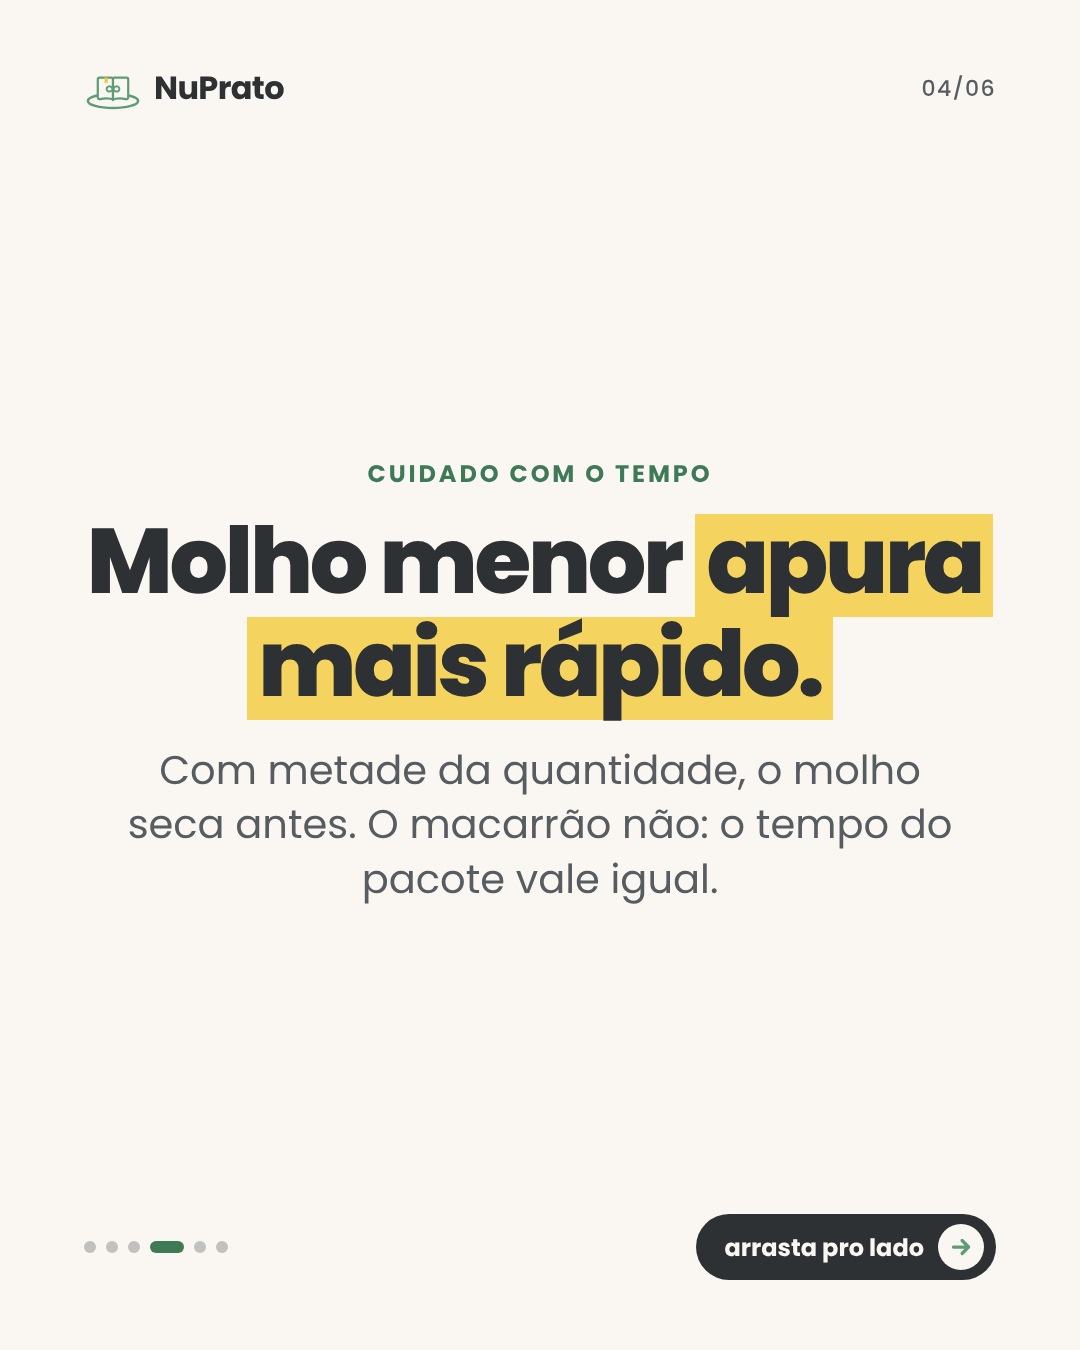 NuPrato
04/06
CUIDADO COM O TEMPO
Molho menor apura
mais rápido.
Com metade da quantidade, o molho
seca antes. O macarrão não: o tempo do
pacote vale igual.
arrasta pro lado